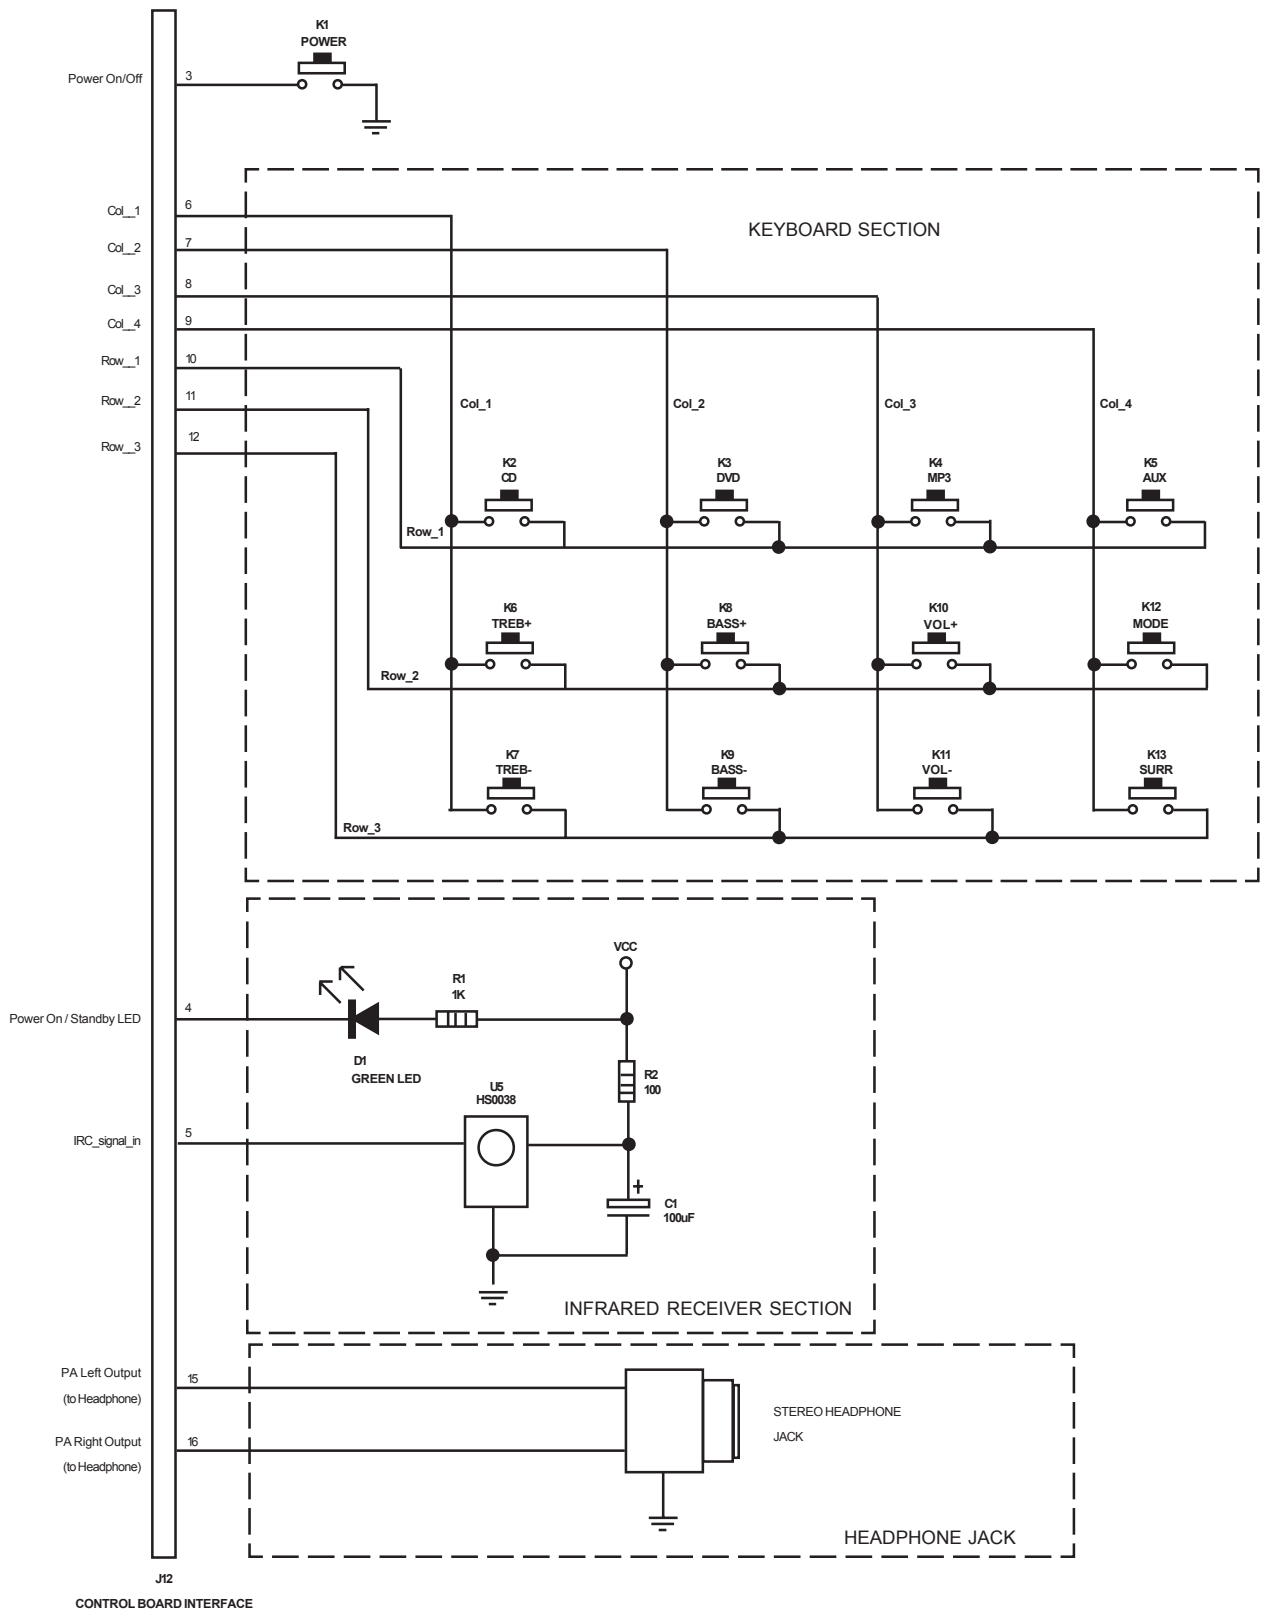 K1
POWER
Power On/Off
3
Col__1
6
KEYBOARD SECTION
Col_2
7
Col_3
8
Col_4
9
Row__1
10
Row__2
11
Row__3
12
Col_1
Col_2
Col_3
Col_4
K2
CD
K3
DVD
K4
MP3
K5
AUX
Row_1
K6
TREB+
K8
BASS+
K10
VOL+
K12
MODE
Row_2
K7
TREB-
K9
BASS-
K11
VOL-
K13
SURR
Row_3
VCC
R1
1K
Power On / Standby LED
4
D1
GREEN LED
R2
100
U5
HS0038
IRC_signal_in
5
+
C1
100uF
INFRARED RECEIVER SECTION
PA Left Output
(to Headphone)
15
STEREO HEADPHONE
JACK
PA Right Output
(to Headphone)
16
HEADPHONE JACK
J12
CONTROL BOARD INTERFACE